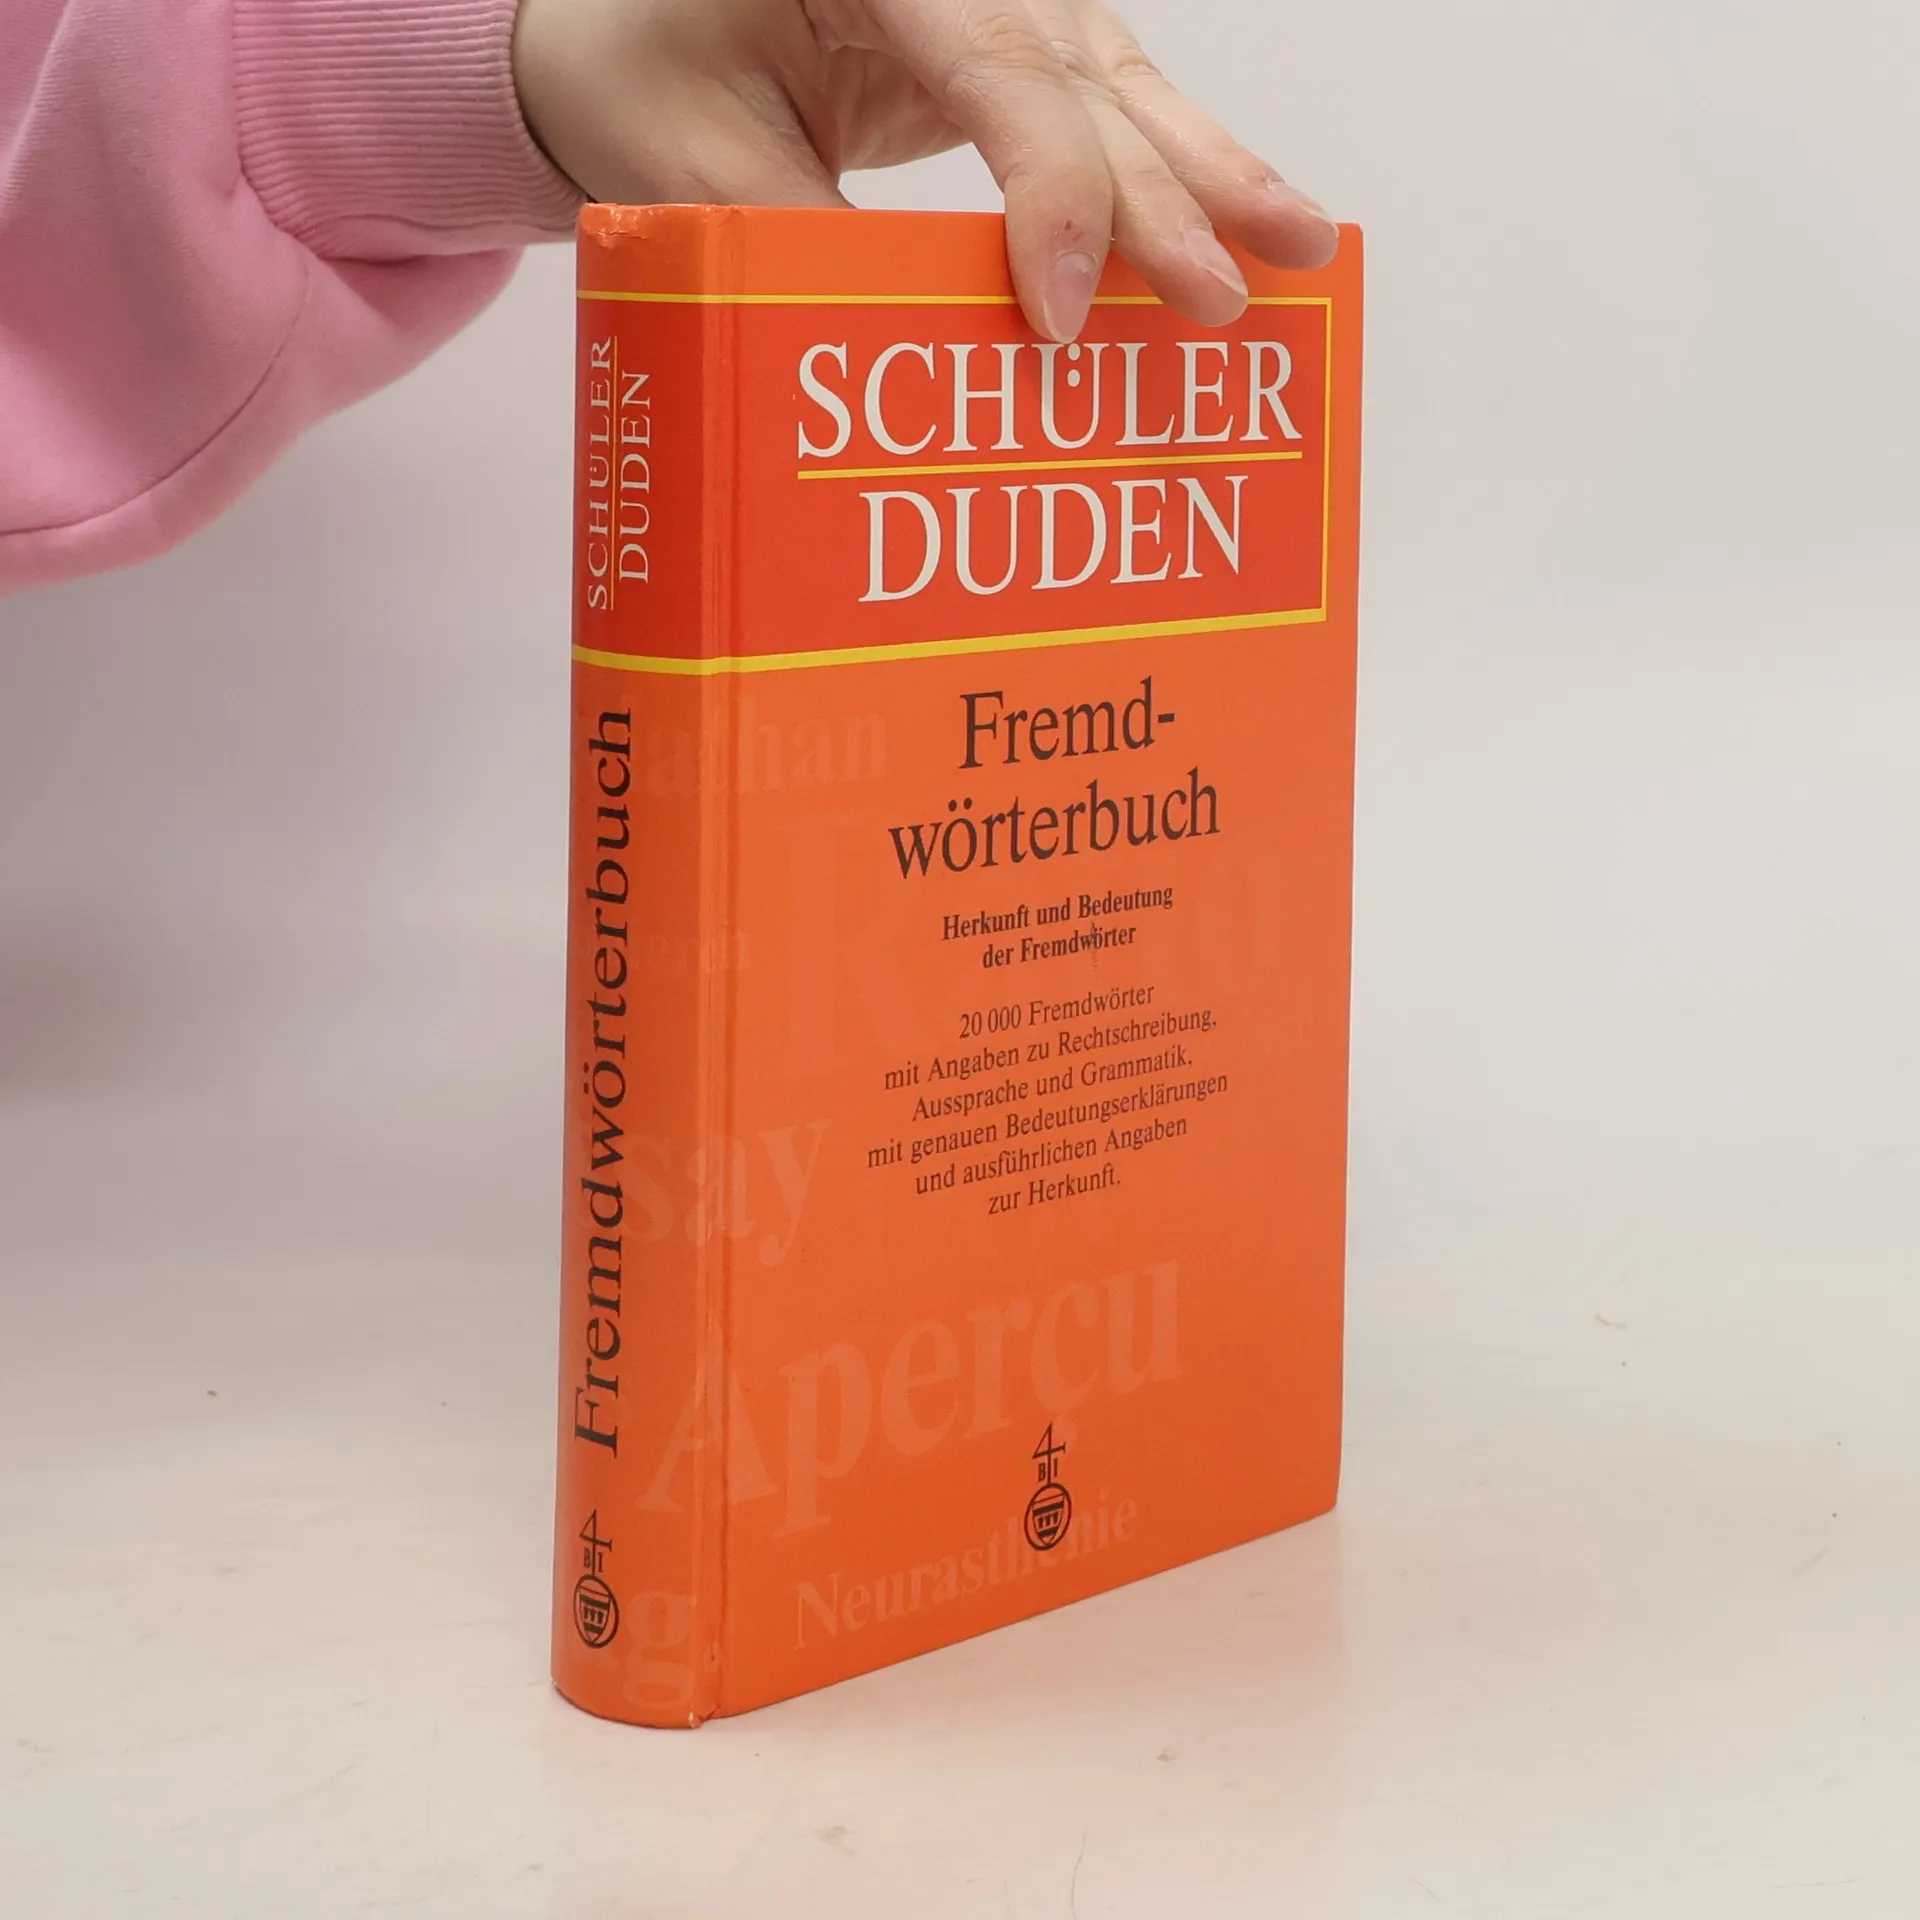 SCHÜLER
DUDEN
Fremdwörterbuch
B I
SCHÜLER
DUDEN
Fremd-
wörterbuch
Herkunft und Bedeutung
der Fremdwörter
20 000 Fremdwörter
mit Angaben zu Rechtschreibung,
Aussprache und Grammatik,
mit genauen Bedeutungserklärungen
und ausführlichen Angaben
zur Herkunft.
Aperçu
B I
Neurasthenie